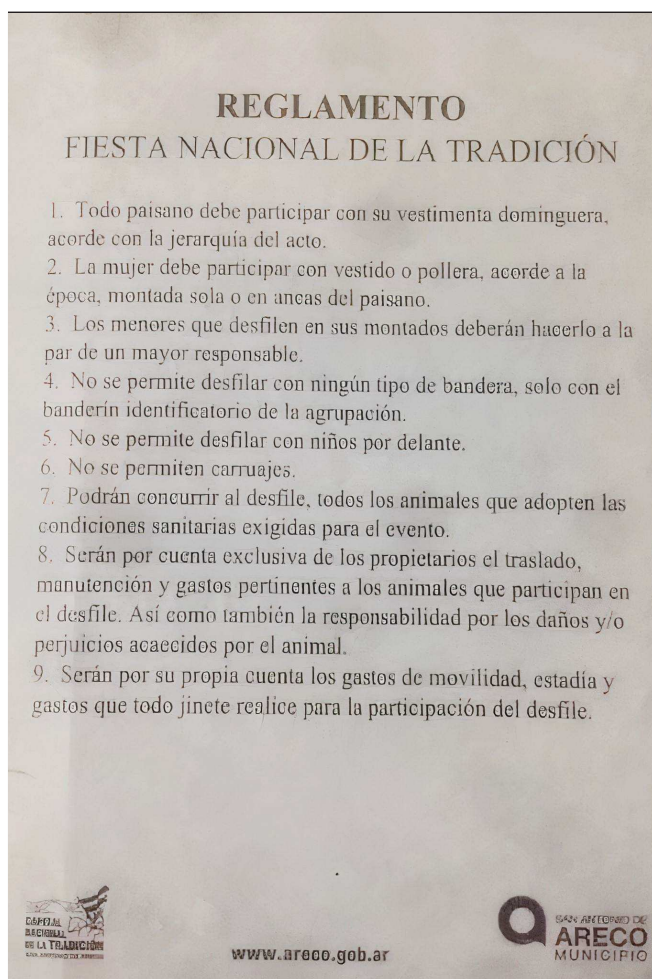 REGLAMENTO
FIESTA NACIONAL DE LA TRADICIÓN
1. Todo paisano debe participar con su vestimenta dominguera,
acorde con la jerarquía del acto.
2. La mujer debe participar con vestido o pollera, acorde a la
época, montada sola o en ancas del paisano.
3. Los menores que desfilen en sus montados deberán hacerlo a la
par de un mayor responsable.
4. No se permite desfilar con ningún tipo de bandera, solo con el
banderín identificatorio de la agrupación.
5. No se permite desfilar con niños por delante.
6. No se permiten carruajes.
7. Podrán concurrir al desfile, todos los animales que adopten las
condiciones sanitarias exigidas para el evento.
8. Serán por cuenta exclusiva de los propietarios el traslado,
manutención y gastos pertinentes a los animales que participan en
el desfile. Así como también la responsabilidad por los daños y/o
perjuicios acaecidos por el animal.
9. Serán por su propia cuenta los gastos de movilidad, estadía y
gastos que todo jinete realice para la participación del desfile.
CAPITAL
NACIONAL
DE LA TRADICIÓN
SAN ANTONIO DE ARECO
www.areco.gob.ar
SAN ANTONIO DE
ARECO
MUNICIPIO